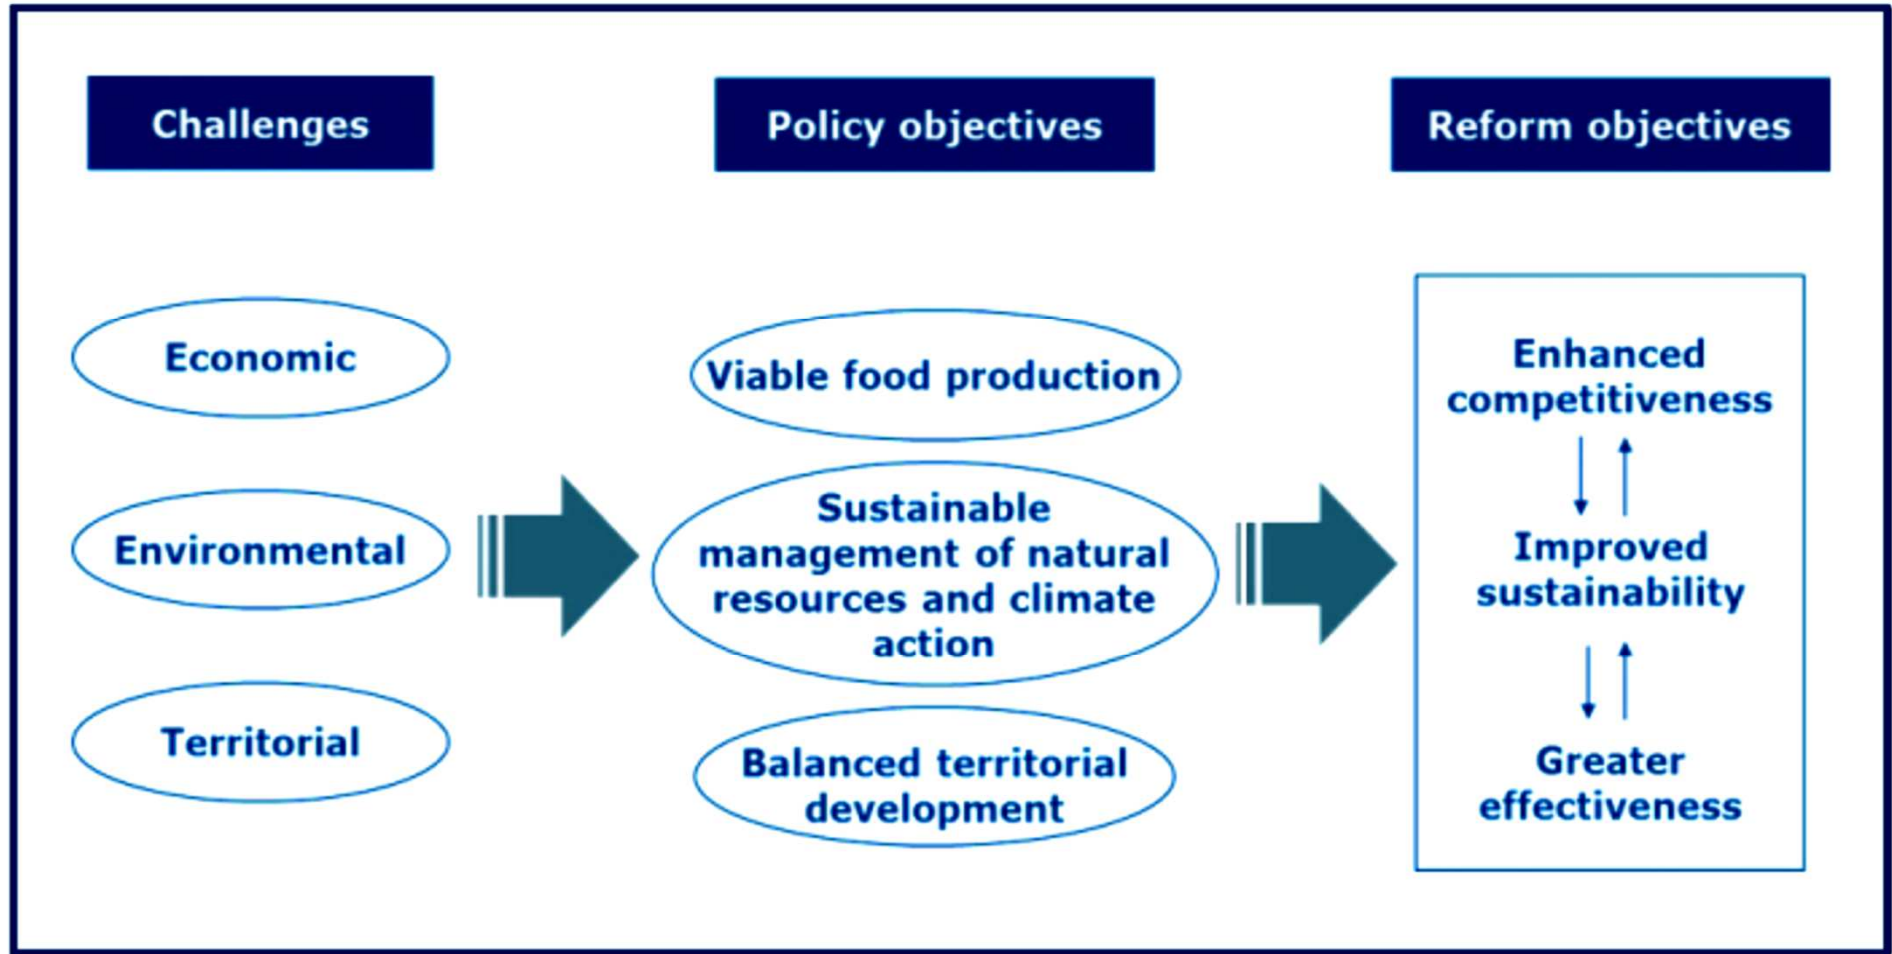 Challenges
Policy objectives
Reform objectives
Economic
Environmental
Territorial
Viable food production
Sustainable
management of natural
resources and climate
action
Balanced territorial
development
Enhanced
competitiveness
Improved
sustainability
Greater
effectiveness